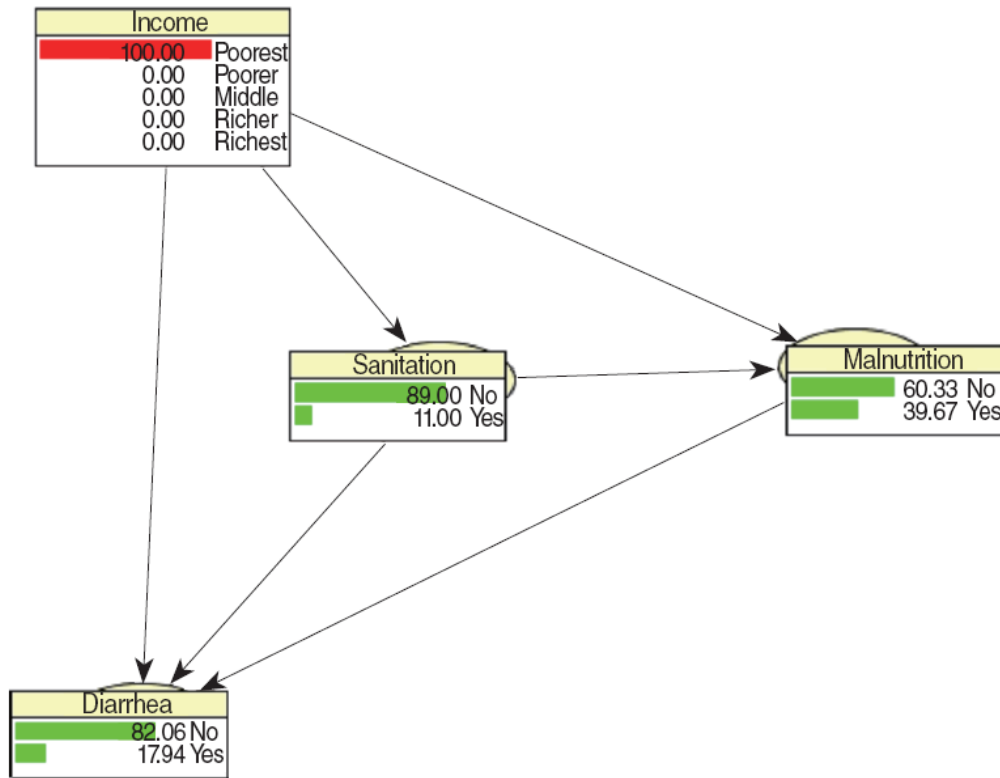 Income
100.00 Poorest
0.00 Poorer
0.00 Middle
0.00 Richer
0.00 Richest
Sanitation
89.00 No
11.00 Yes
Malnutrition
60.33 No
39.67 Yes
Diarrhea
82.06 No
17.94 Yes